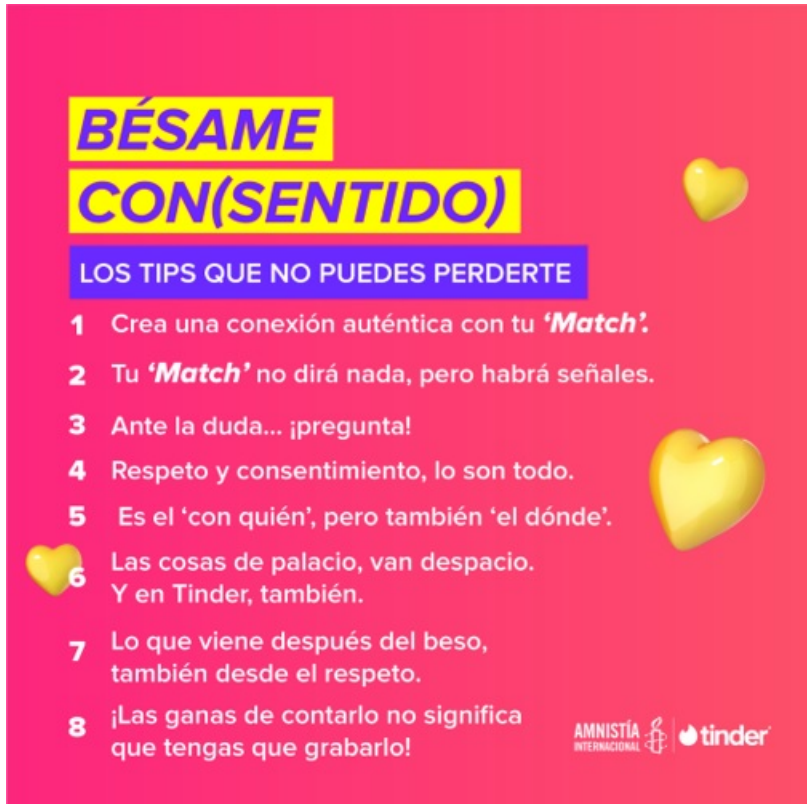 BÉSAME
CON(SENTIDO)
LOS TIPS QUE NO PUEDES PERDERTE
1 Crea una conexión auténtica con tu ‘Match’.
2 Tu ‘Match’ no dirá nada, pero habrá señales.
3 Ante la duda... ¡pregunta!
4 Respeto y consentimiento, lo son todo.
5 Es el ‘con quién’, pero también ‘el dónde’.
6 Las cosas de palacio, van despacio.
Y en Tinder, también.
7 Lo que viene después del beso,
también desde el respeto.
8 ¡Las ganas de contarlo no significa
que tengas que grabarlo!
AMNISTÍA
INTERNACIONAL
tinder